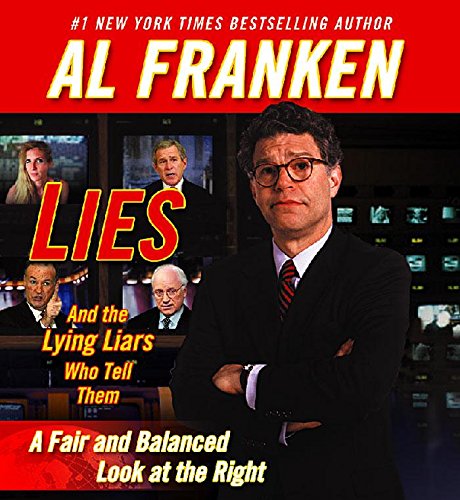 #1 NEW YORK TIMES BESTSELLING AUTHOR
AL FRANKEN
LIES
And the
Lying Liars
Who Tell
Them
A Fair and Balanced
Look at the Right